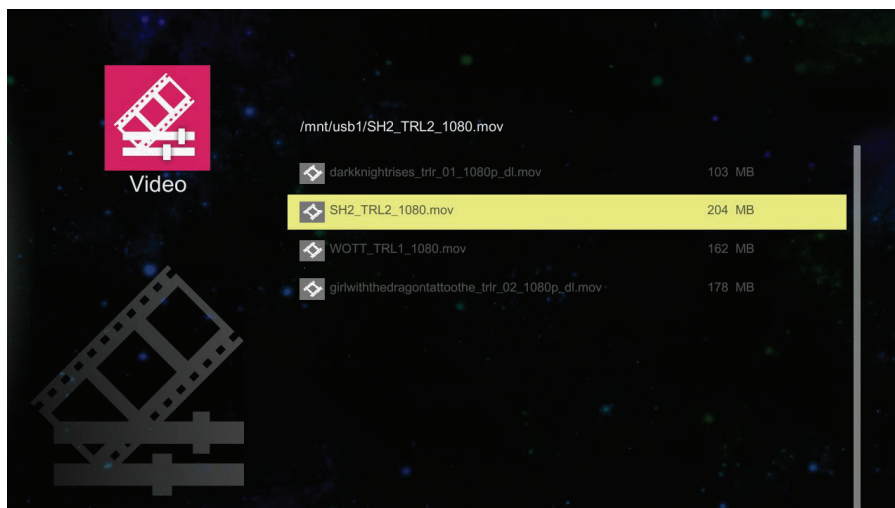 Video
/mnt/usb1/SH2_TRL2_1080.mov
darkknightrises_trlr_01_1080p_dl.mov 103 MB
SH2_TRL2_1080.mov 204 MB
WOTT_TRL1_1080.mov 162 MB
girlwiththedragontattoothe_trlr_02_1080p_dl.mov 178 MB